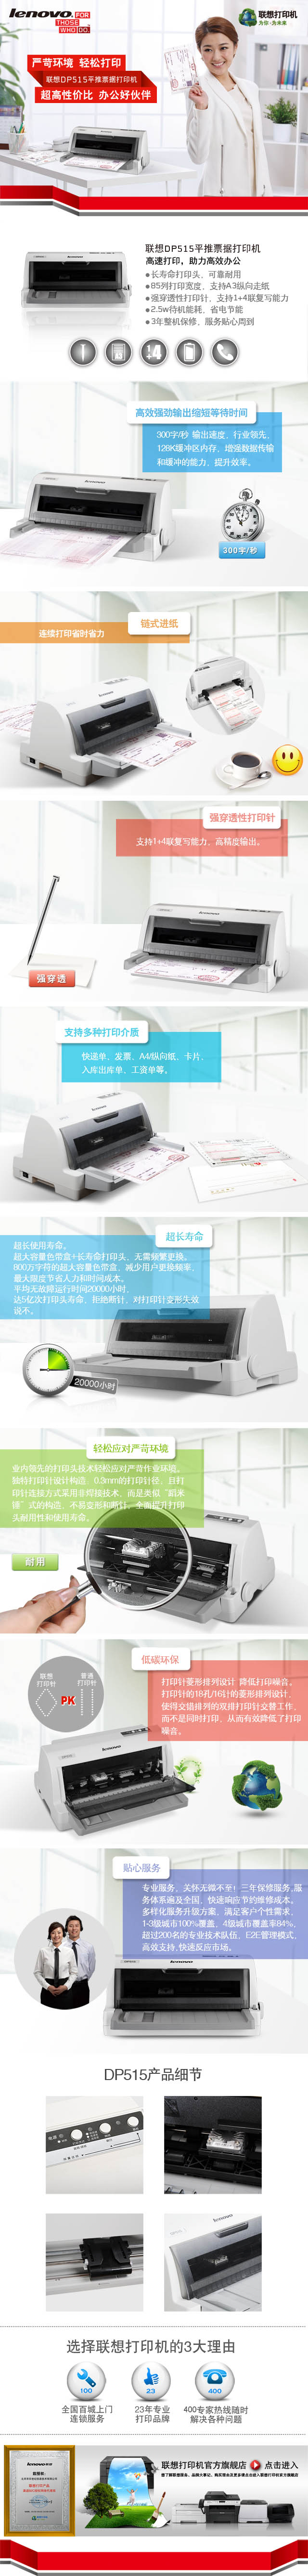 lenovo FOR
THOSE
WHO DO.
联想打印机
为你·为未来
严苛环境 轻松打印
联想DP515平推票据打印机
超高性价比 办公好伙伴
联想DP515平推票据打印机
高速打印，助力高效办公
●长寿命打印头、可靠耐用
●85列打印宽度、支持A3纵向走纸
●强穿透性打印针、支持1+4联复写能力
●2.5w待机能耗、省电节能
●3年整机保修、服务贴心周到
高效强劲输出缩短等待时间
300字/秒 输出速度，行业领先、
128K缓冲区内存，增强数据传输
和缓冲的能力、提升效率。
300字/秒
链式进纸
连续打印省时省力
强穿透性打印针
支持1+4联复写能力，高精度输出。
强穿透
支持多种打印介质
快递单、发票、A4/纵向纸、卡片、
入库出库单、工资单等。
超长寿命
超长使用寿命。
超大容量色带盒+长寿命打印头、无需频繁更换。
800万字符的超大容量色带盒，减少用户更换频率、
最大限度节省人力和时间成本。
平均无故障运行时间20000小时、
达5亿次打印头寿命，拒绝断针、对打印针变形失效
说不。
20000小时
轻松应对严苛环境
业内领先的打印头技术轻松应对严苛作业环境。
独特打印针设计构造，0.3mm的打印针径、且打
印针连接方式采用非焊接技术、而是类似“蹈米
锤”式的构造、不易变形和断针、全面提升打印
头耐用性和使用寿命。
耐用
低碳环保
联想
打印针
普通
打印针
PK
打印针菱形排列设计 降低打印噪音。
打印针的18孔/16针的菱形排列设计、
使得交错排列的双排打印针交替工作、
而不是同时打印、从而有效降低了打印
噪音。
贴心服务
专业服务、关怀无微不至！三年保修服务,服
务体系遍及全国、快速响应节约维修成本。
多样化服务升级方案、满足客户个性需求、
1-3级城市100%覆盖、4级城市覆盖率84%、
超过200名的专业技术队伍、E2E管理模式、
高效支持,快速反应市场。
DP515产品细节
选择联想打印机的3大理由
100
23
400
全国百城上门
连锁服务
23年专业
打印品牌
400专家热线随时
解决各种问题
联想打印机官方旗舰店 点击进入